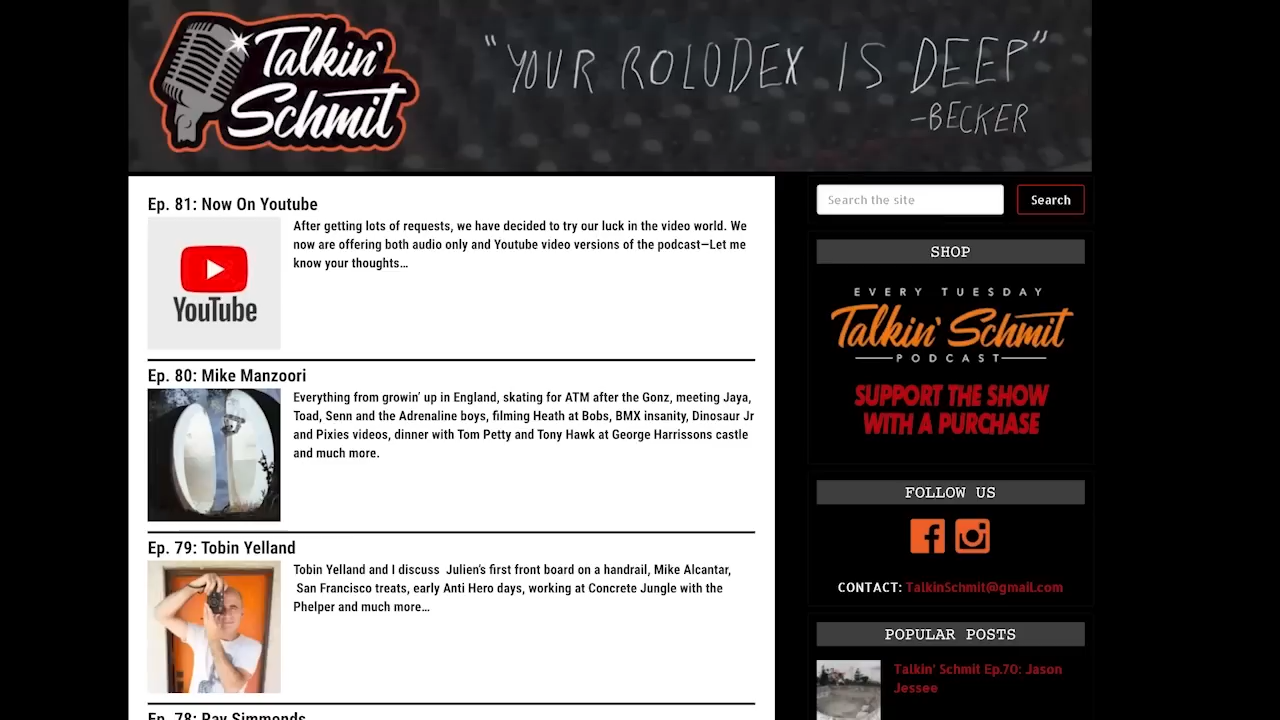 Talkin'
Schmit
"YOUR ROLODEX IS DEEP"
-BECKER
Ep. 81: Now On Youtube
After getting lots of requests, we have decided to try our luck in the video world. We
now are offering both audio only and Youtube video versions of the podcast—Let me
know your thoughts…
YouTube
Ep. 80: Mike Manzoori
Everything from growin' up in England, skating for ATM after the Gonz, meeting Jaya,
Toad, Senn and the Adrenaline boys, filming Heath at Bobs, BMX insanity, Dinosaur Jr
and Pixies videos, dinner with Tom Petty and Tony Hawk at George Harrissons castle
and much more.
Ep. 79: Tobin Yelland
Tobin Yelland and I discuss  Julien's first front board on a handrail, Mike Alcantar,
San Francisco treats, early Anti Hero days, working at Concrete Jungle with the
Phelper and much more…
Ep. 78: Ray Simmonds
Search the site
Search
SHOP
EVERY TUESDAY
Talkin' Schmit
PODCAST
SUPPORT THE SHOW
WITH A PURCHASE
FOLLOW US
CONTACT: TalkinSchmit@gmail.com
POPULAR POSTS
Talkin' Schmit Ep.70: Jason
Jessee